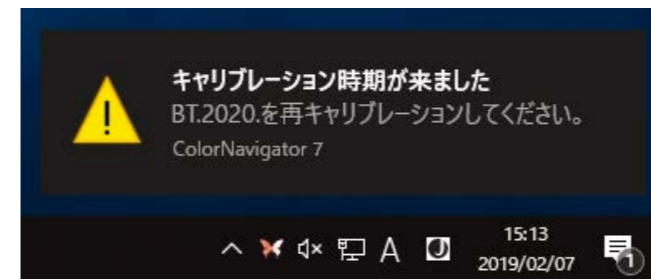 キャリブレーション時期が来ました
BT.2020.を再キャリブレーションしてください。
ColorNavigator 7
A
J
15:13
2019/02/07
1